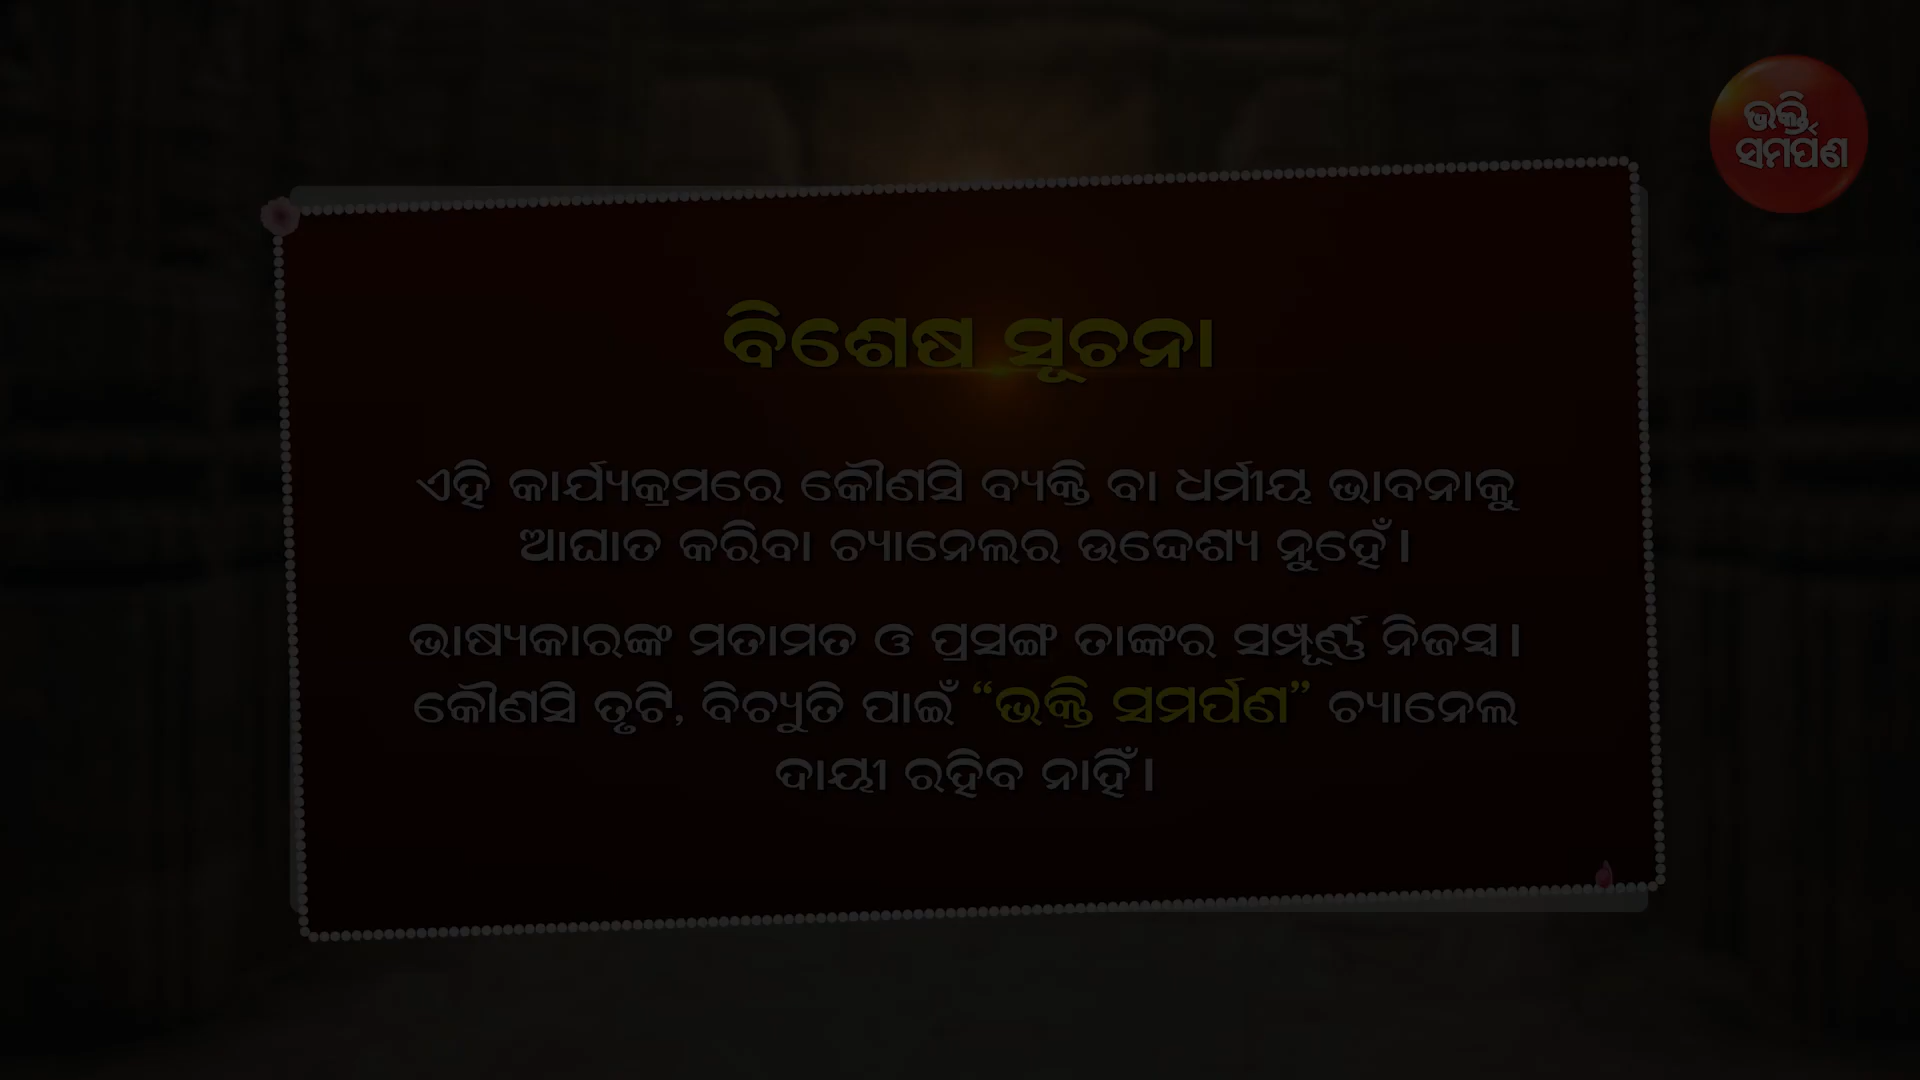 ଭକ୍ତି
ସମର୍ପଣ
ବିଶେଷ ସୂଚନା
ଏହି କାର୍ଯ୍ୟକ୍ରମରେ କୌଣସି ବ୍ୟକ୍ତି ବା ଧର୍ମୀୟ ଭାବନାକୁ
ଆଘାତ କରିବା ଚ୍ୟାନେଲର ଉଦ୍ଦେଶ୍ୟ ନୁହେଁ।
ଭାଷ୍ୟକାରଙ୍କ ମତାମତ ଓ ପ୍ରସଙ୍ଗ ତାଙ୍କର ସମ୍ପୂର୍ଣ୍ଣ ନିଜସ୍ୱ।
କୌଣସି ତୃଟି, ବିଚ୍ୟୁତି ପାଇଁ “ଭକ୍ତି ସମର୍ପଣ” ଚ୍ୟାନେଲ
ଦାୟୀ ରହିବ ନାହିଁ।